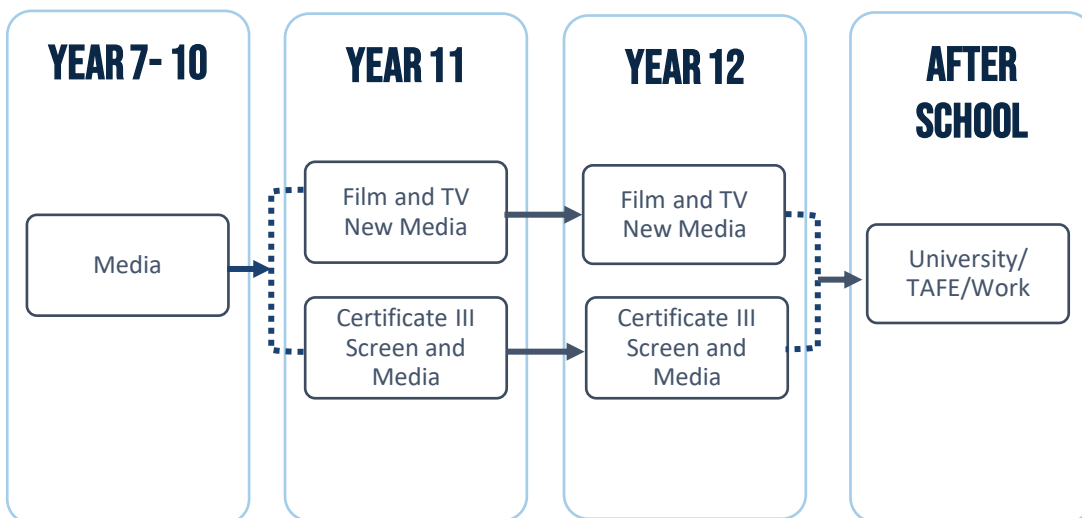 YEAR 7- 10
Media
YEAR 11
Film and TV
New Media
Certificate III
Screen and
Media
YEAR 12
Film and TV
New Media
Certificate III
Screen and
Media
AFTER
SCHOOL
University/
TAFE/Work